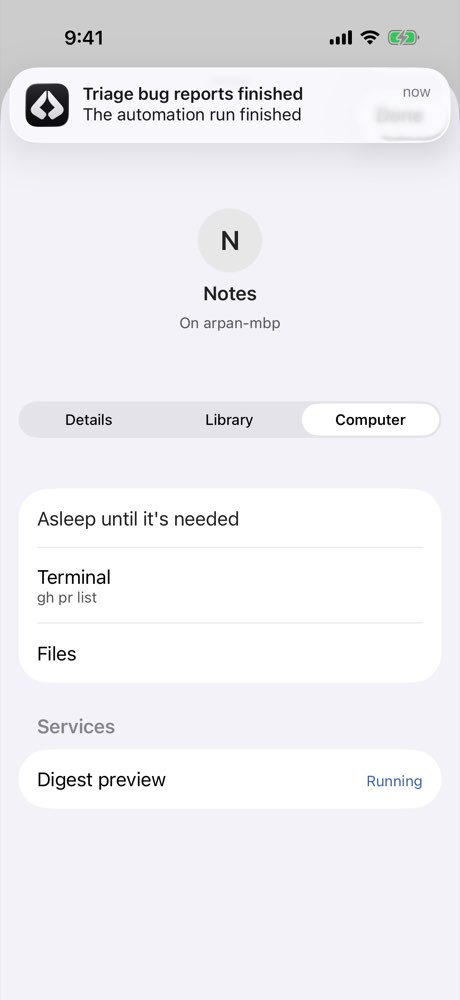 9:41
Triage bug reports finished
now
The automation run finished
Done
N
Notes
On arpan-mbp
Details
Library
Computer
Asleep until it's needed
Terminal
gh pr list
Files
Services
Digest preview
Running